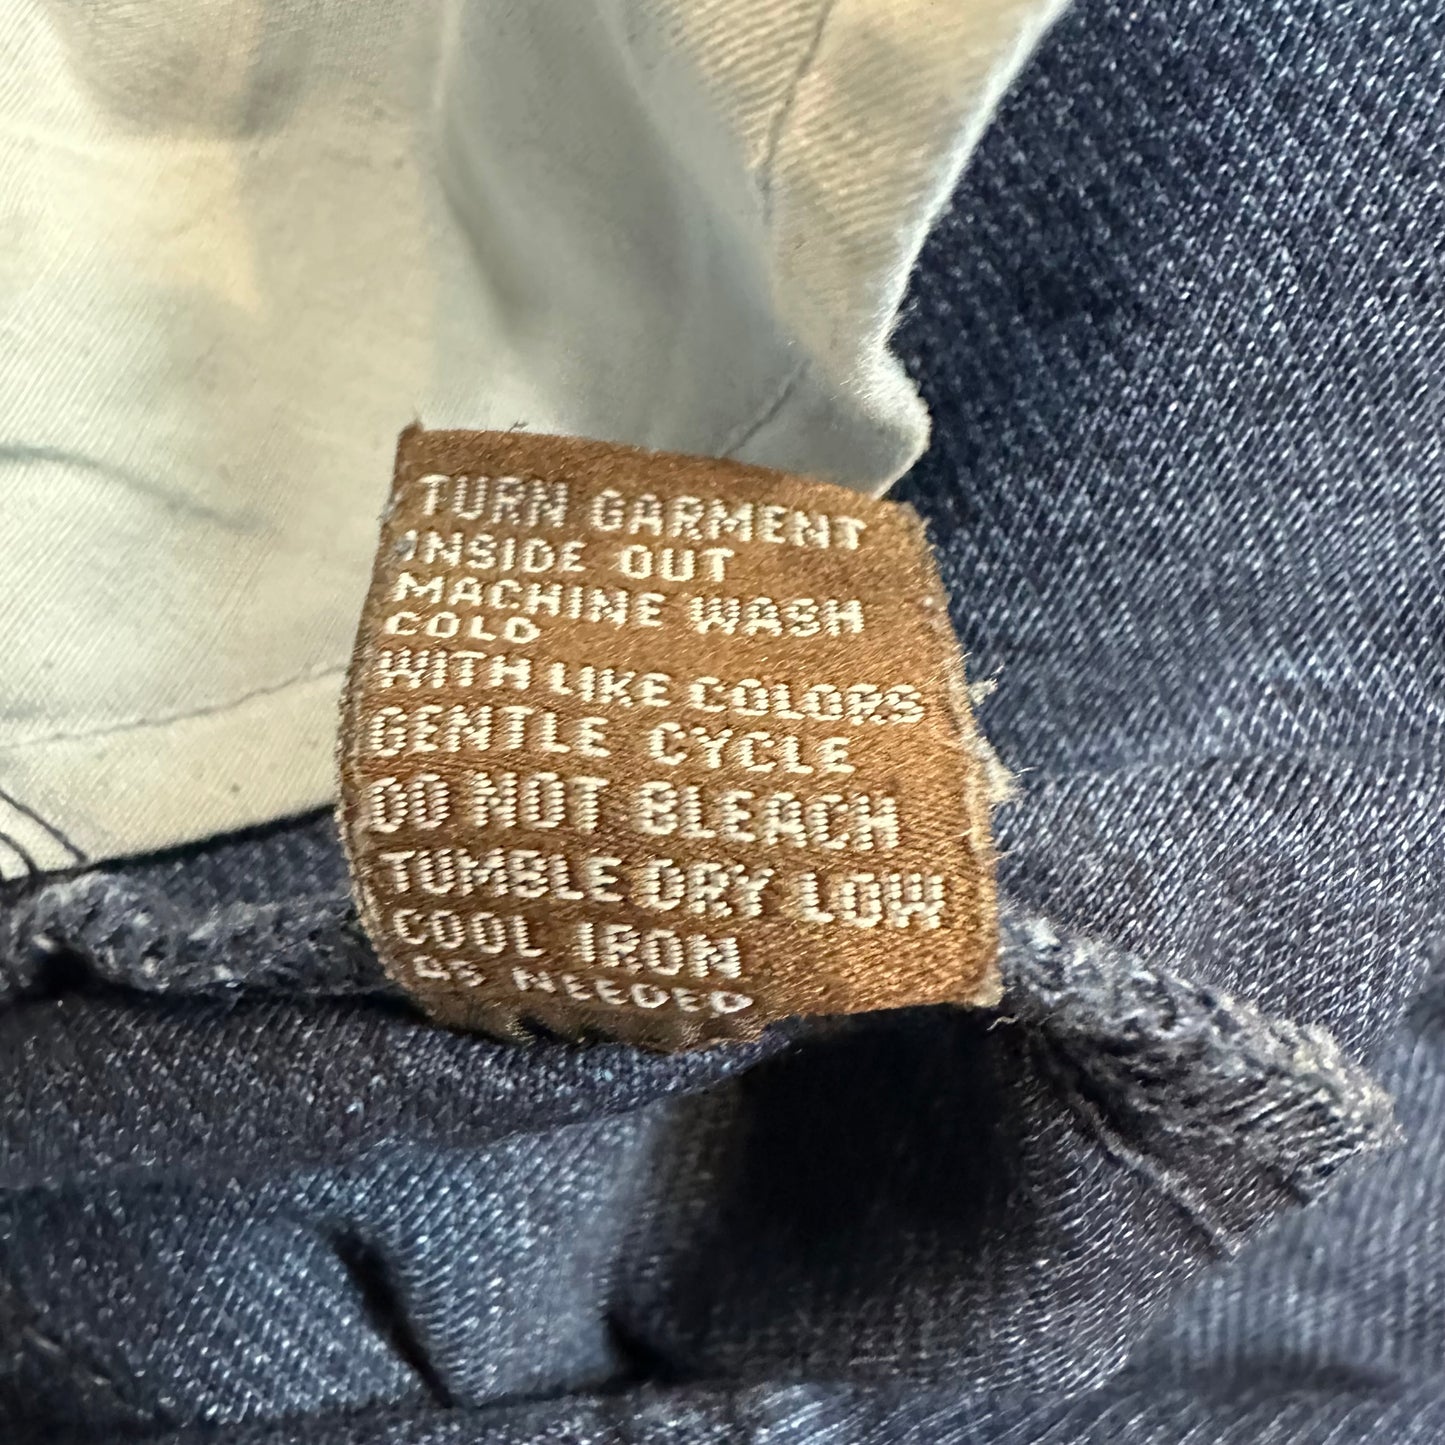 TURN GARMENT
INSIDE OUT
MACHINE WASH
COLD
WITH LIKE COLORS
GENTLE CYCLE
DO NOT BLEACH
TUMBLE DRY LOW
COOL IRON
AS NEEDED